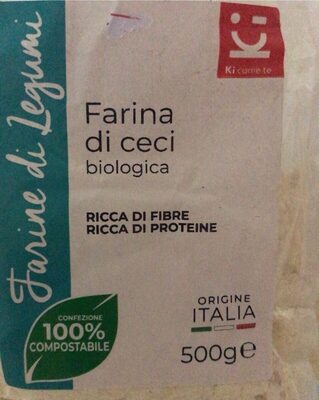 Farine di Legumi
Ki
Ki come te
Farina
di ceci
biologica
RICCA DI FIBRE
RICCA DI PROTEINE
CONFEZIONE
100%
COMPOSTABILE
ORIGINE
ITALIA
500g e